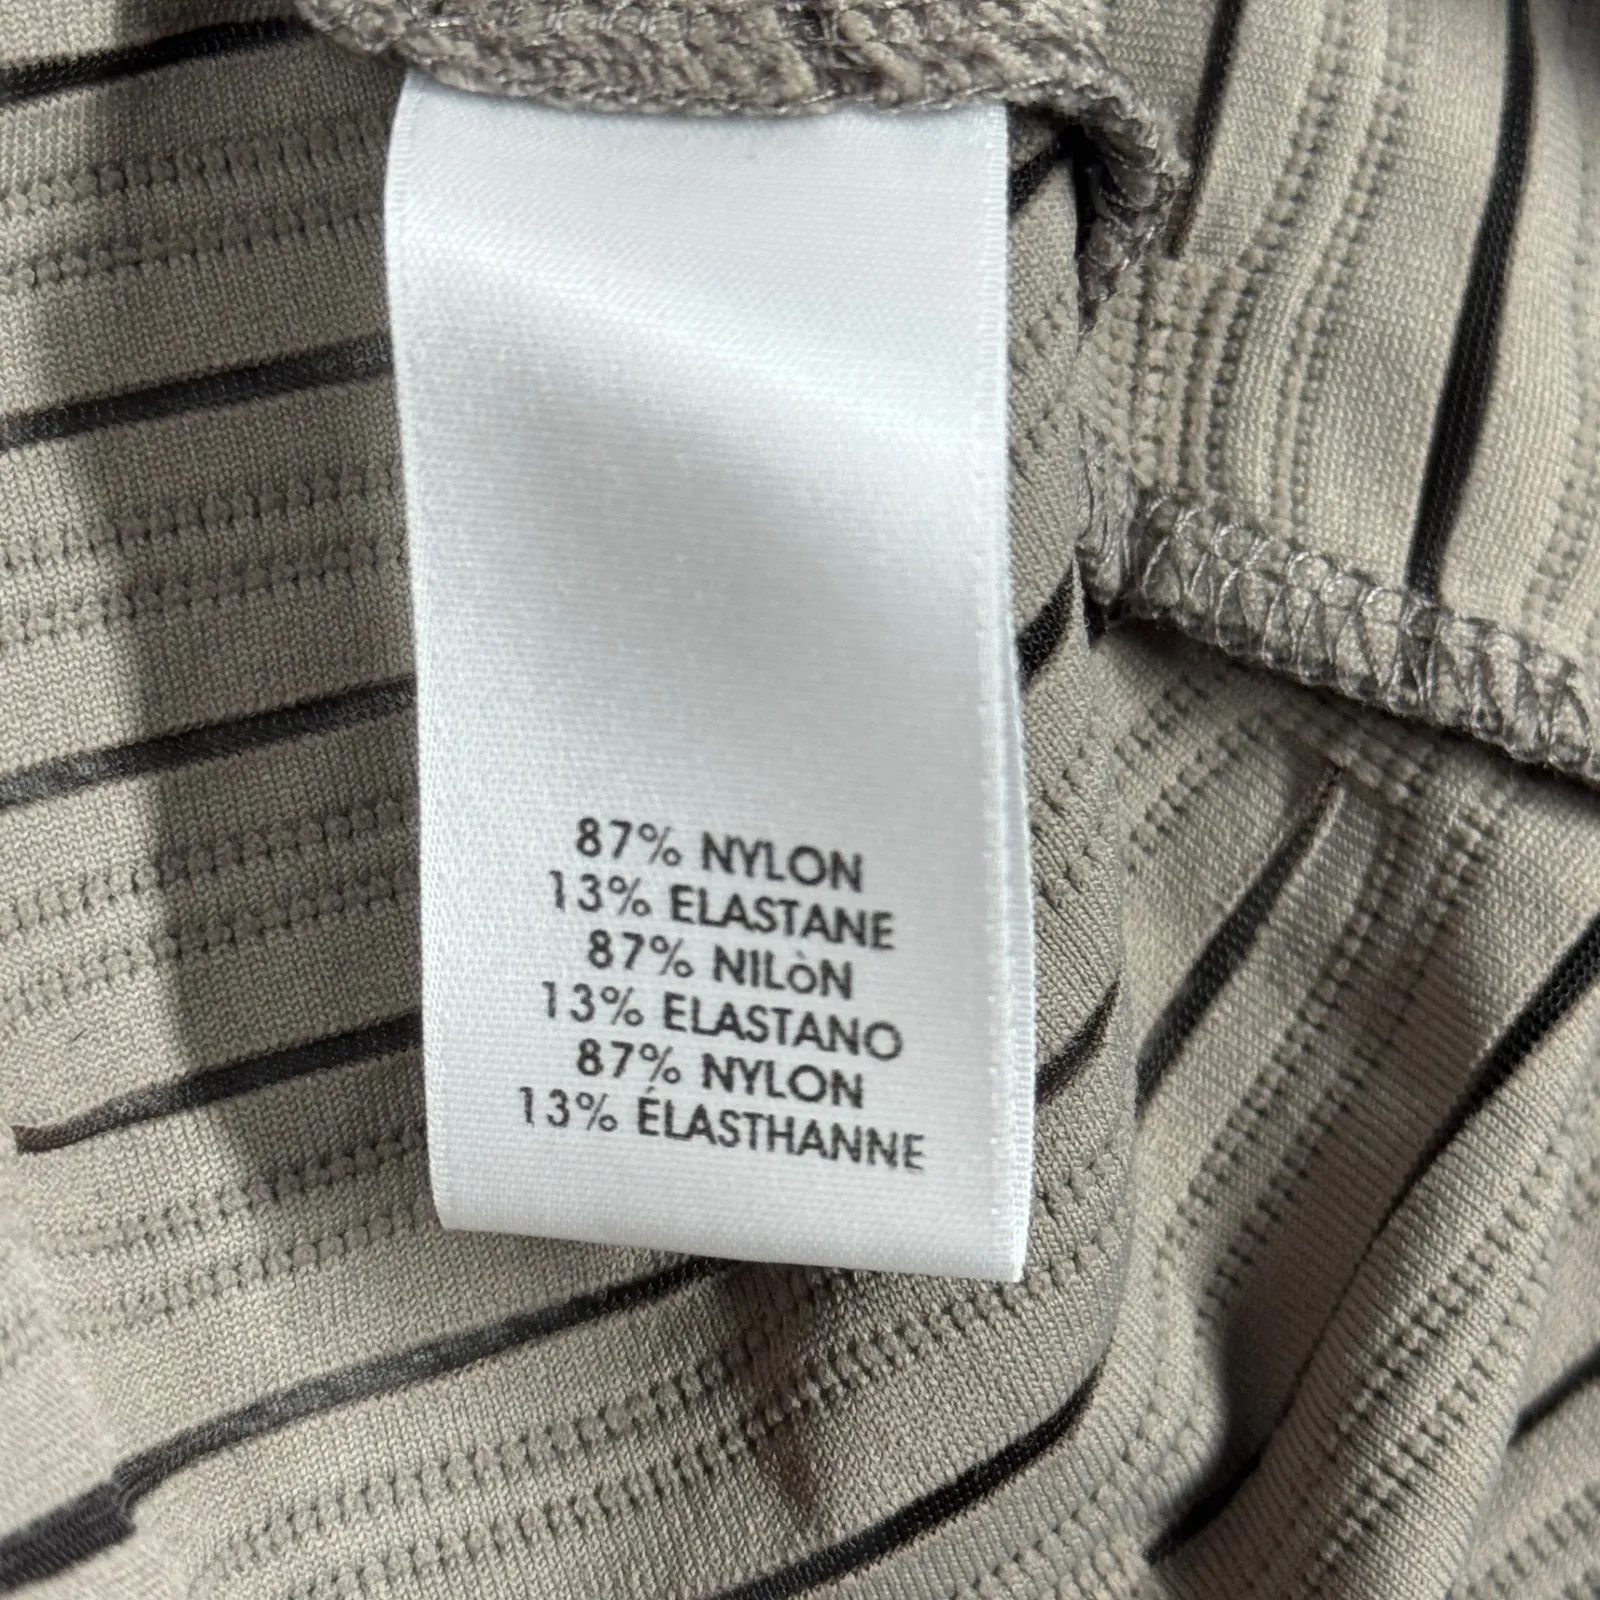 87% NYLON
13% ELASTANE
87% NILòN
13% ELASTANO
87% NYLON
13% ÉLASTHANNE